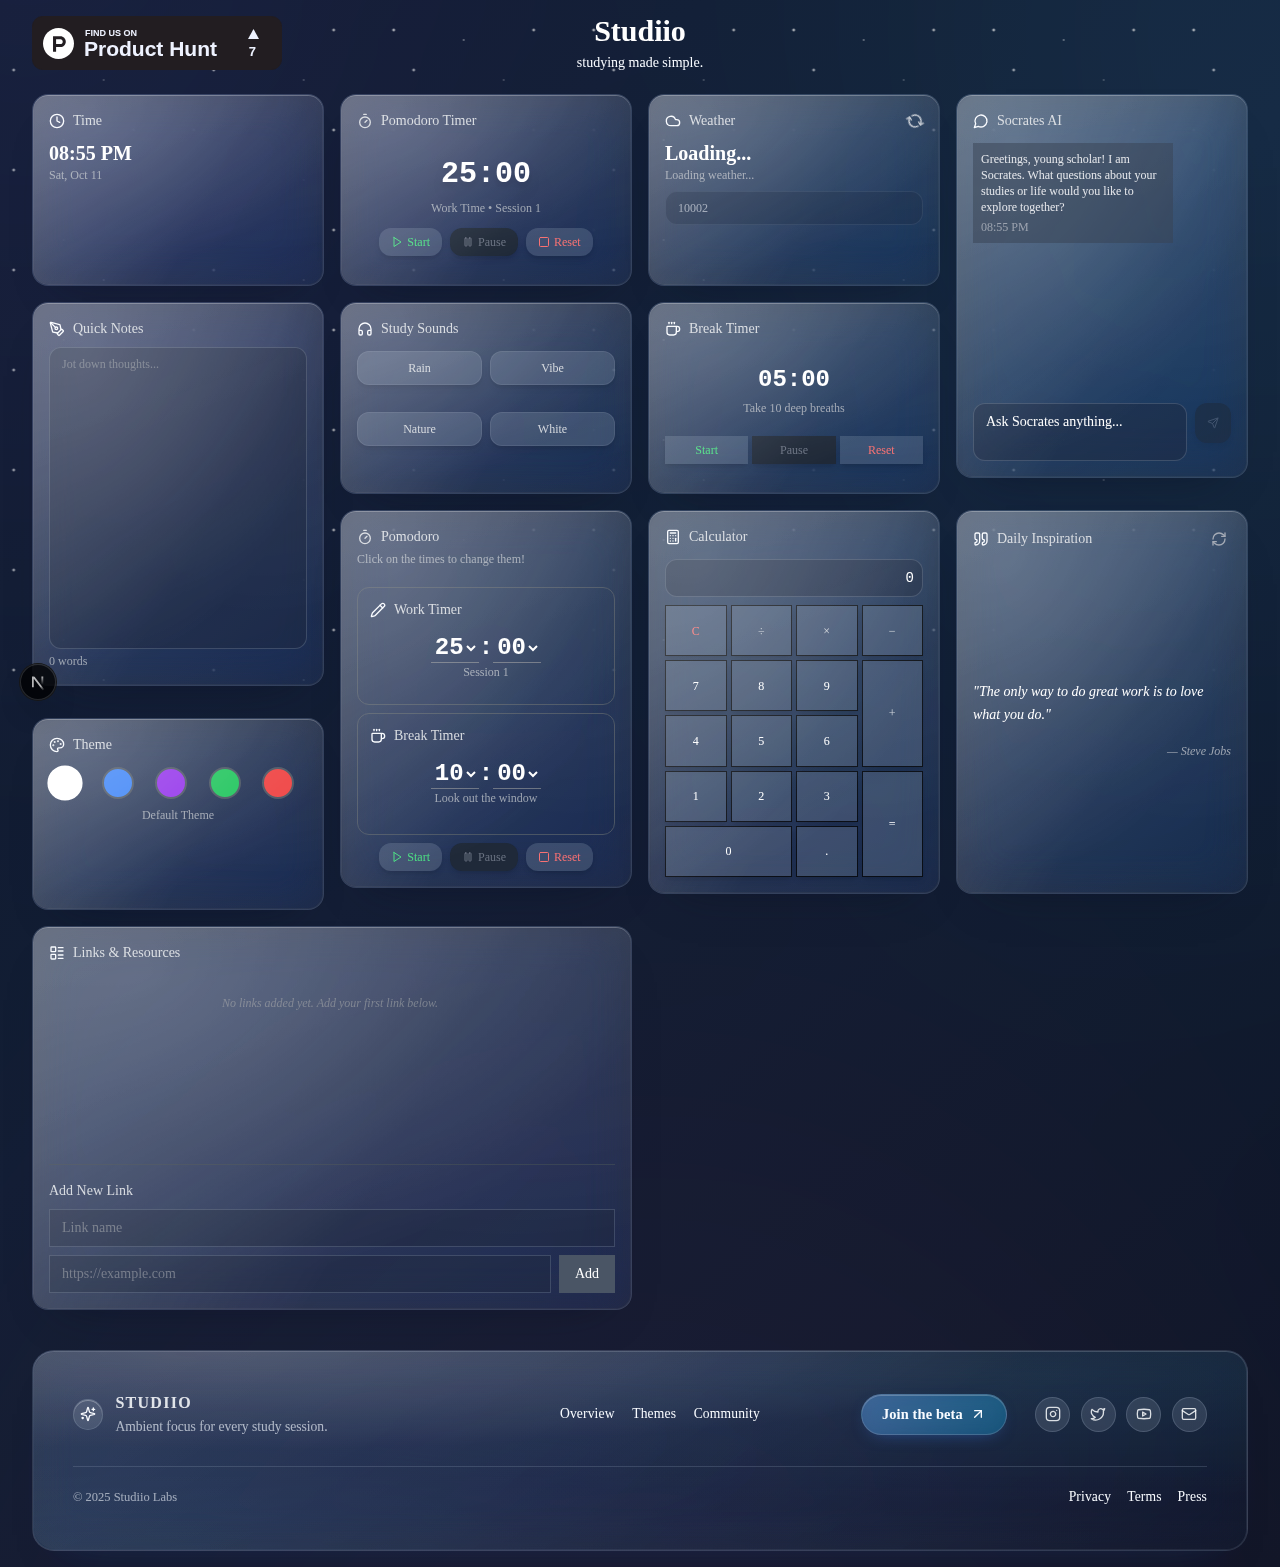 FIND US ON
Product Hunt
7
Studiio
studying made simple.
Time
08:55 PM
Sat, Oct 11
Pomodoro Timer
25:00
Work Time • Session 1
Start
Pause
Reset
Weather
Loading...
Loading weather...
10002
Socrates AI
Greetings, young scholar! I am
Socrates. What questions about your
studies or life would you like to
explore together?
08:55 PM
Ask Socrates anything...
Quick Notes
Jot down thoughts...
0 words
Study Sounds
Rain
Vibe
Nature
White
Break Timer
05:00
Take 10 deep breaths
Start
Pause
Reset
Pomodoro
Click on the times to change them!
Work Timer
25:00
Session 1
Break Timer
10:00
Look out the window
Start
Pause
Reset
Calculator
0
C ÷ × −
7 8 9 +
4 5 6
1 2 3 =
0 .
Daily Inspiration
"The only way to do great work is to love
what you do."
— Steve Jobs
Theme
Default Theme
Links & Resources
No links added yet. Add your first link below.
Add New Link
Link name
https://example.com
Add
STUDIIO
Ambient focus for every study session.
Overview Themes Community
Join the beta
© 2025 Studiio Labs
Privacy Terms Press